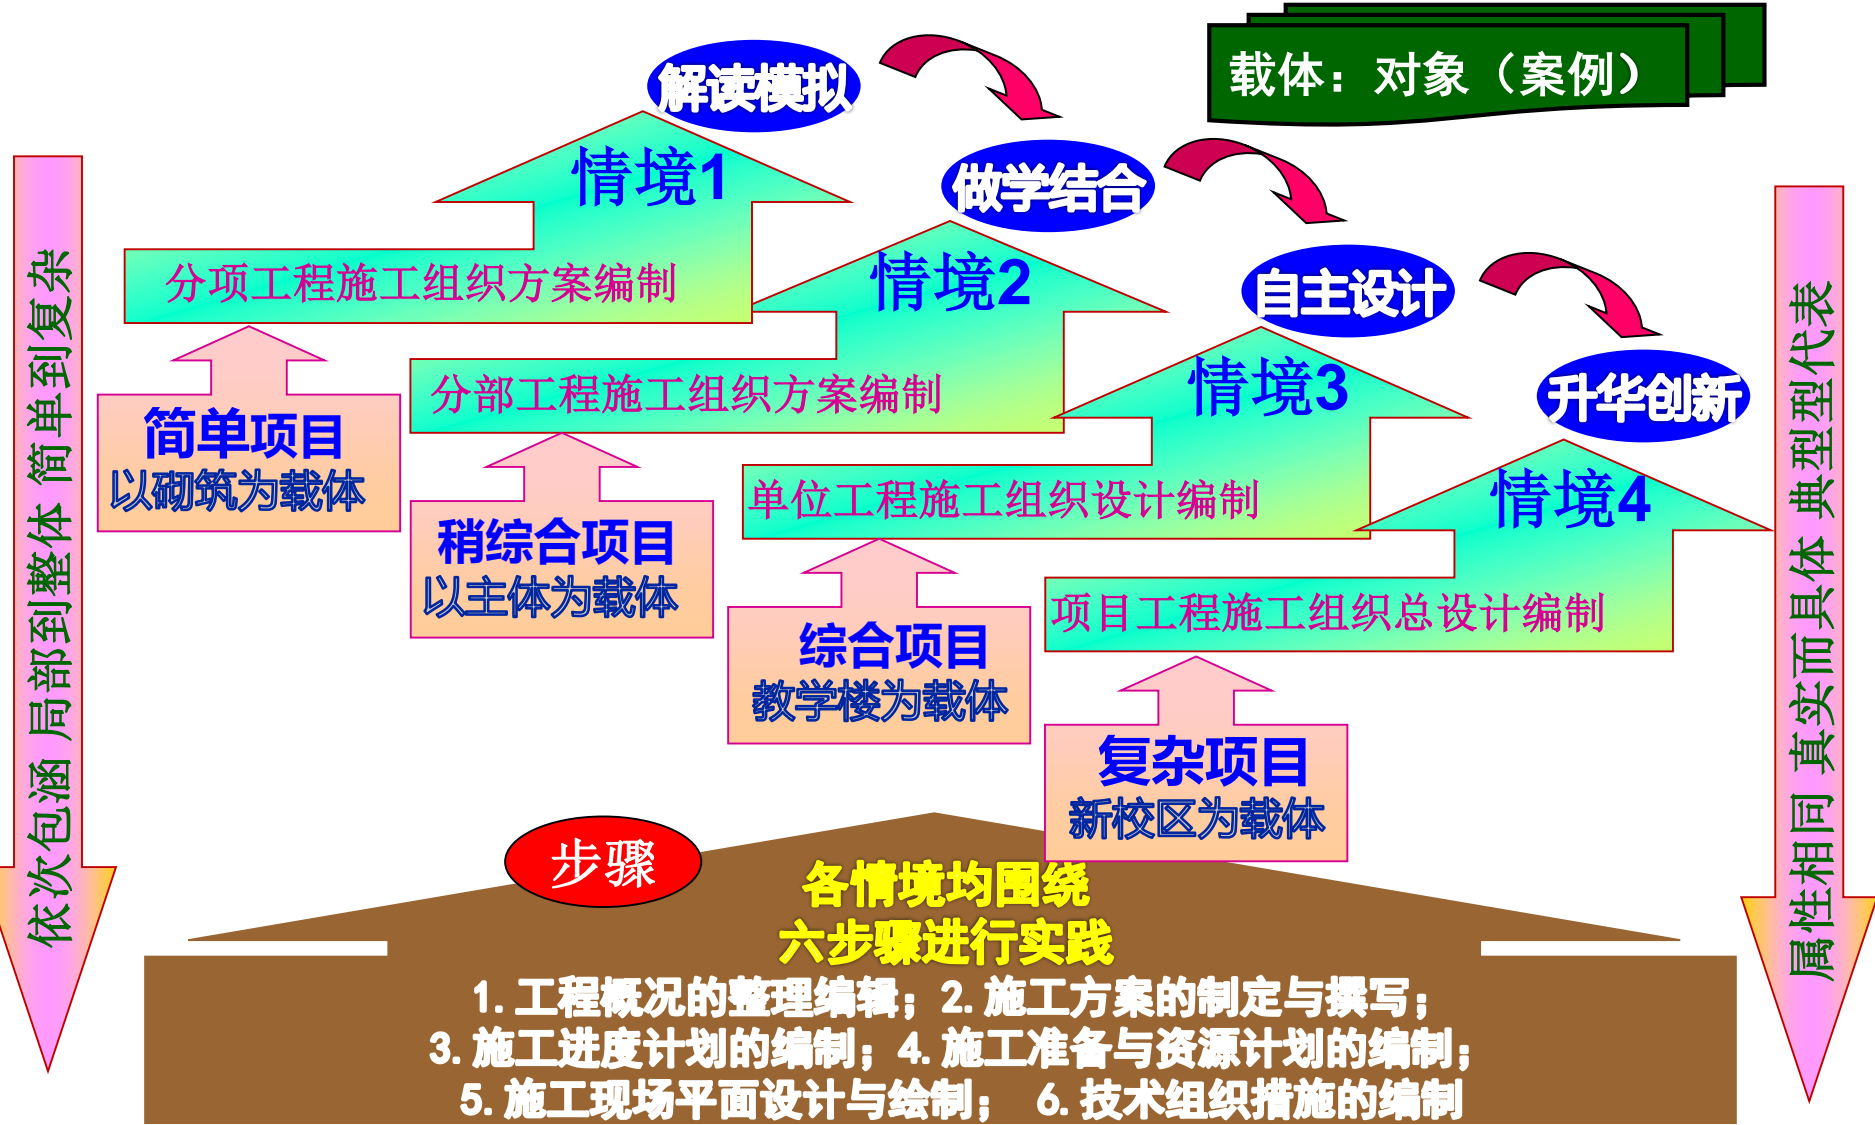 载体：对象（案例）
解读模拟
情境1
分项工程施工组织方案编制
做学结合
情境2
分部工程施工组织方案编制
自主设计
情境3
单位工程施工组织设计编制
升华创新
情境4
项目工程施工组织总设计编制
简单项目
以砌筑为载体
稍综合项目
以主体为载体
综合项目
教学楼为载体
复杂项目
新校区为载体
依次包涵 局部到整体 简单到复杂
属性相同 真实而具体 典型型代表
步骤
各情境均围绕
六步骤进行实践
1.工程概况的整理编辑；2.施工方案的制定与撰写；
3.施工进度计划的编制；4.施工准备与资源计划的编制；
5.施工现场平面设计与绘制； 6.技术组织措施的编制